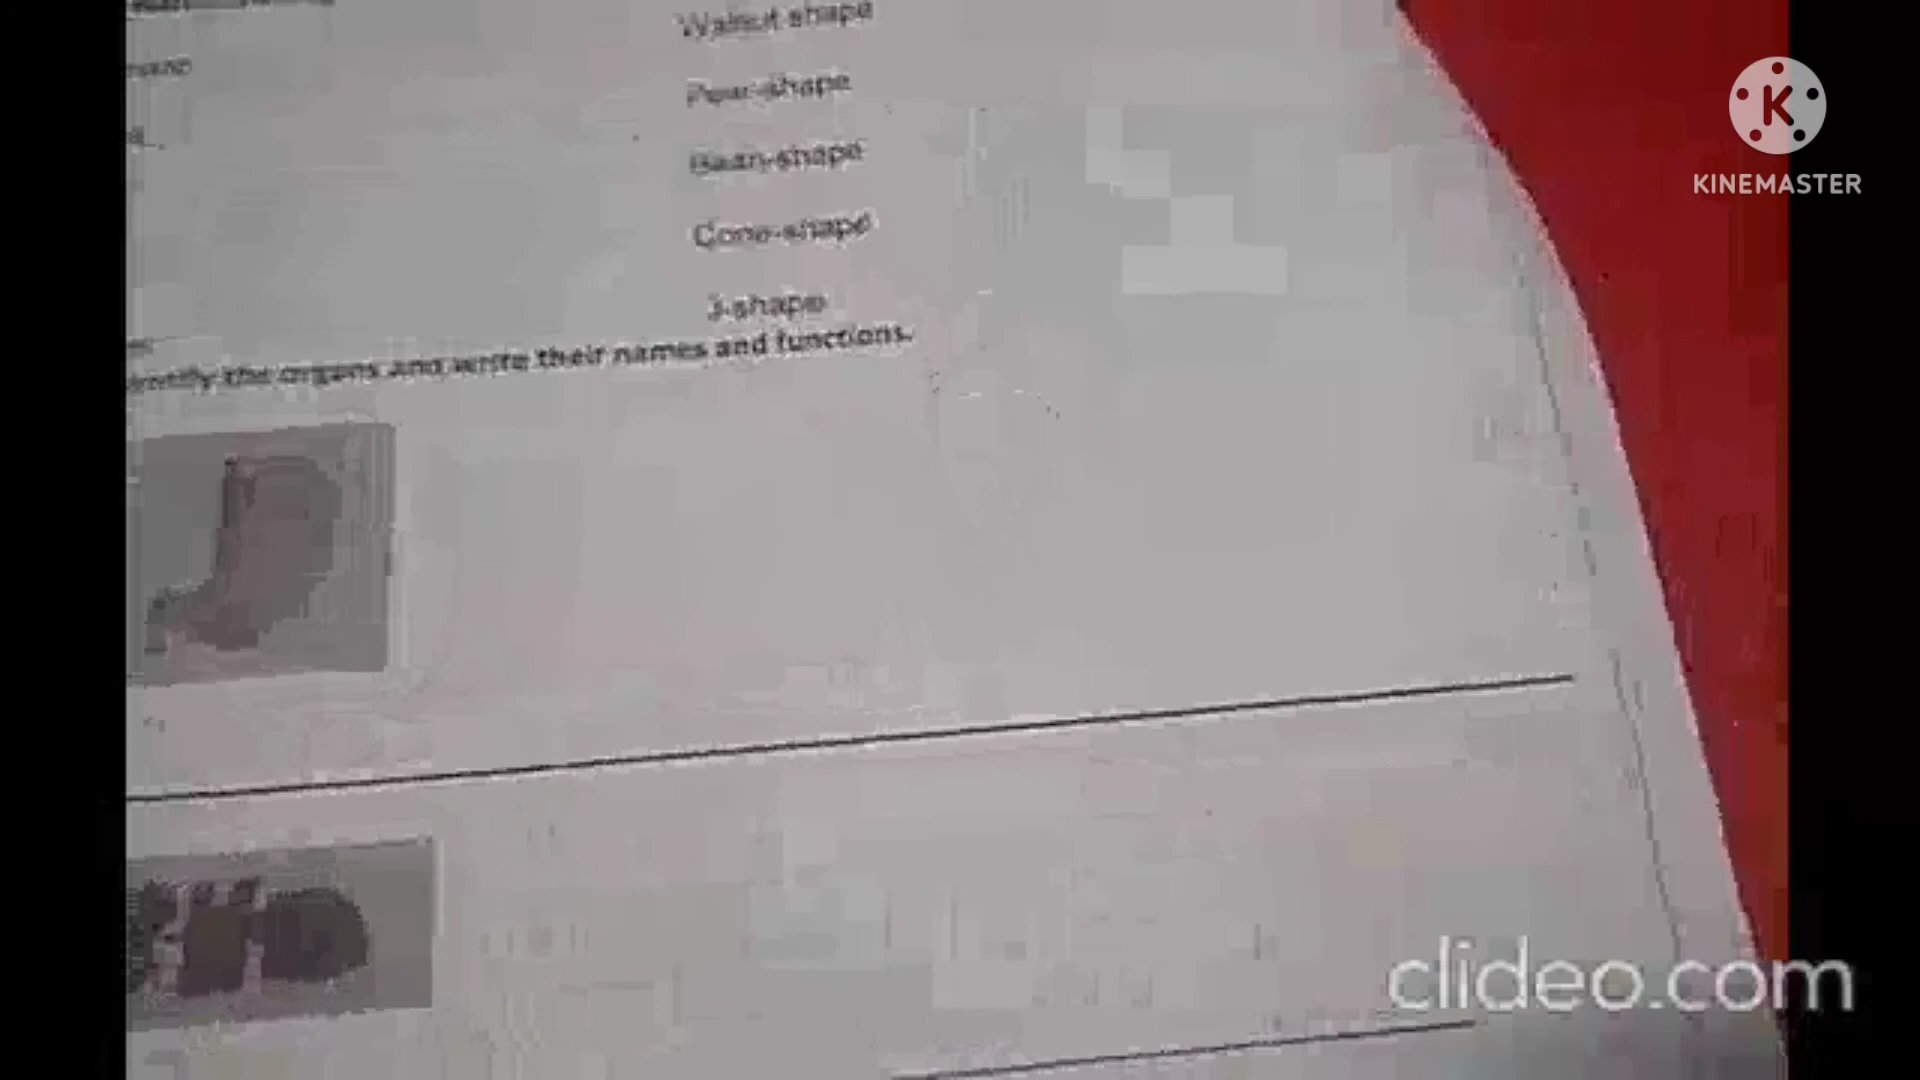 Walnut shape
Pear-shape
Bean-shape
Cone-shape
J-shape
the organs and write their names and functions.
K
KINEMASTER
clideo.com